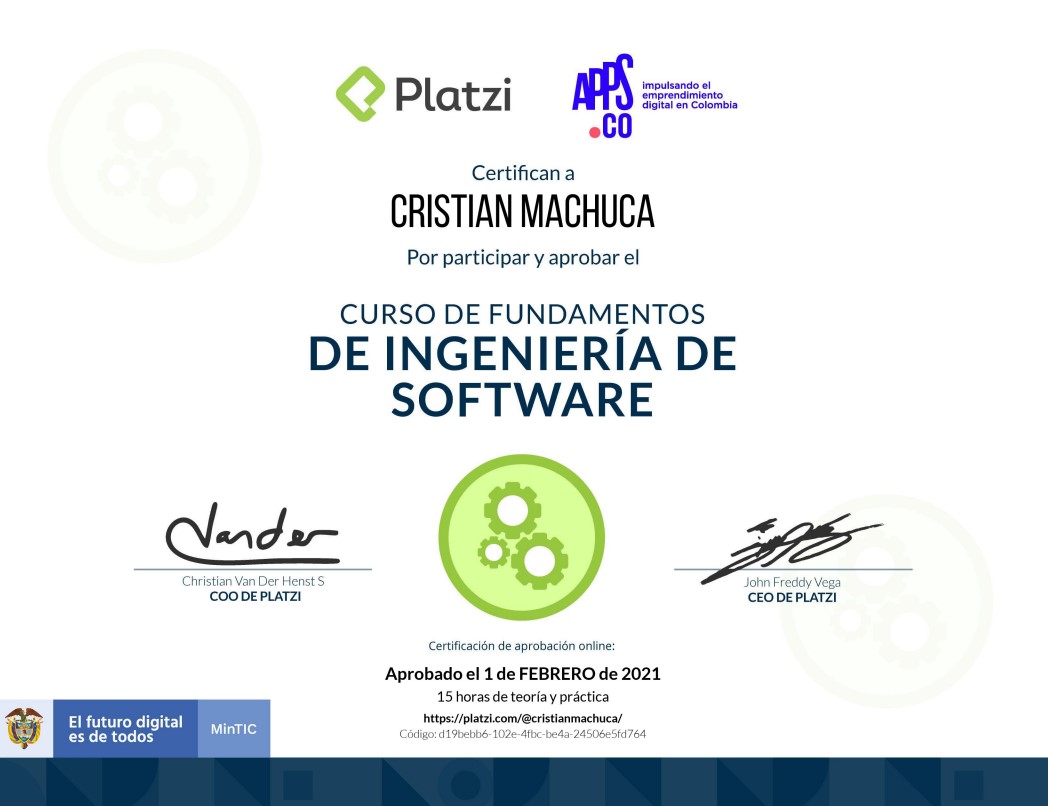 Platzi
APPS
.CO
impulsando el
emprendimiento
digital en Colombia
Certifican a
CRISTIAN MACHUCA
Por participar y aprobar el
CURSO DE FUNDAMENTOS
DE INGENIERÍA DE
SOFTWARE
Vander
Christian Van Der Henst S
COO DE PLATZI
John Freddy Vega
CEO DE PLATZI
Certificación de aprobación online:
Aprobado el 1 de FEBRERO de 2021
15 horas de teoría y práctica
https://platzi.com/@cristianmachuca/
Código: d19bebb6-102e-4fbc-be4a-24506e5fd764
El futuro digital
es de todos
MinTIC